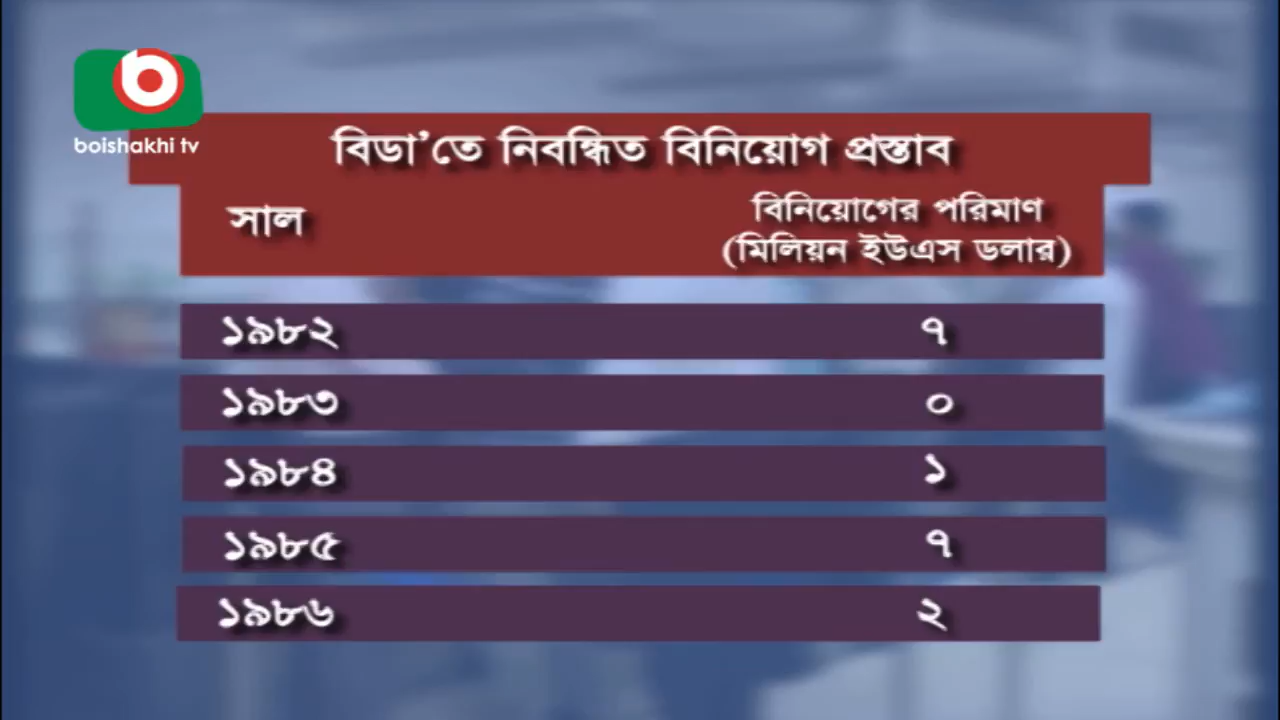 boishakhi tv
বিডা’তে নিবন্ধিত বিনিয়োগ প্রস্তাব
সাল
বিনিয়োগের পরিমাণ
(মিলিয়ন ইউএস ডলার)
১৯৮২ ৭
১৯৮৩ ০
১৯৮৪ ১
১৯৮৫ ৭
১৯৮৬ ২